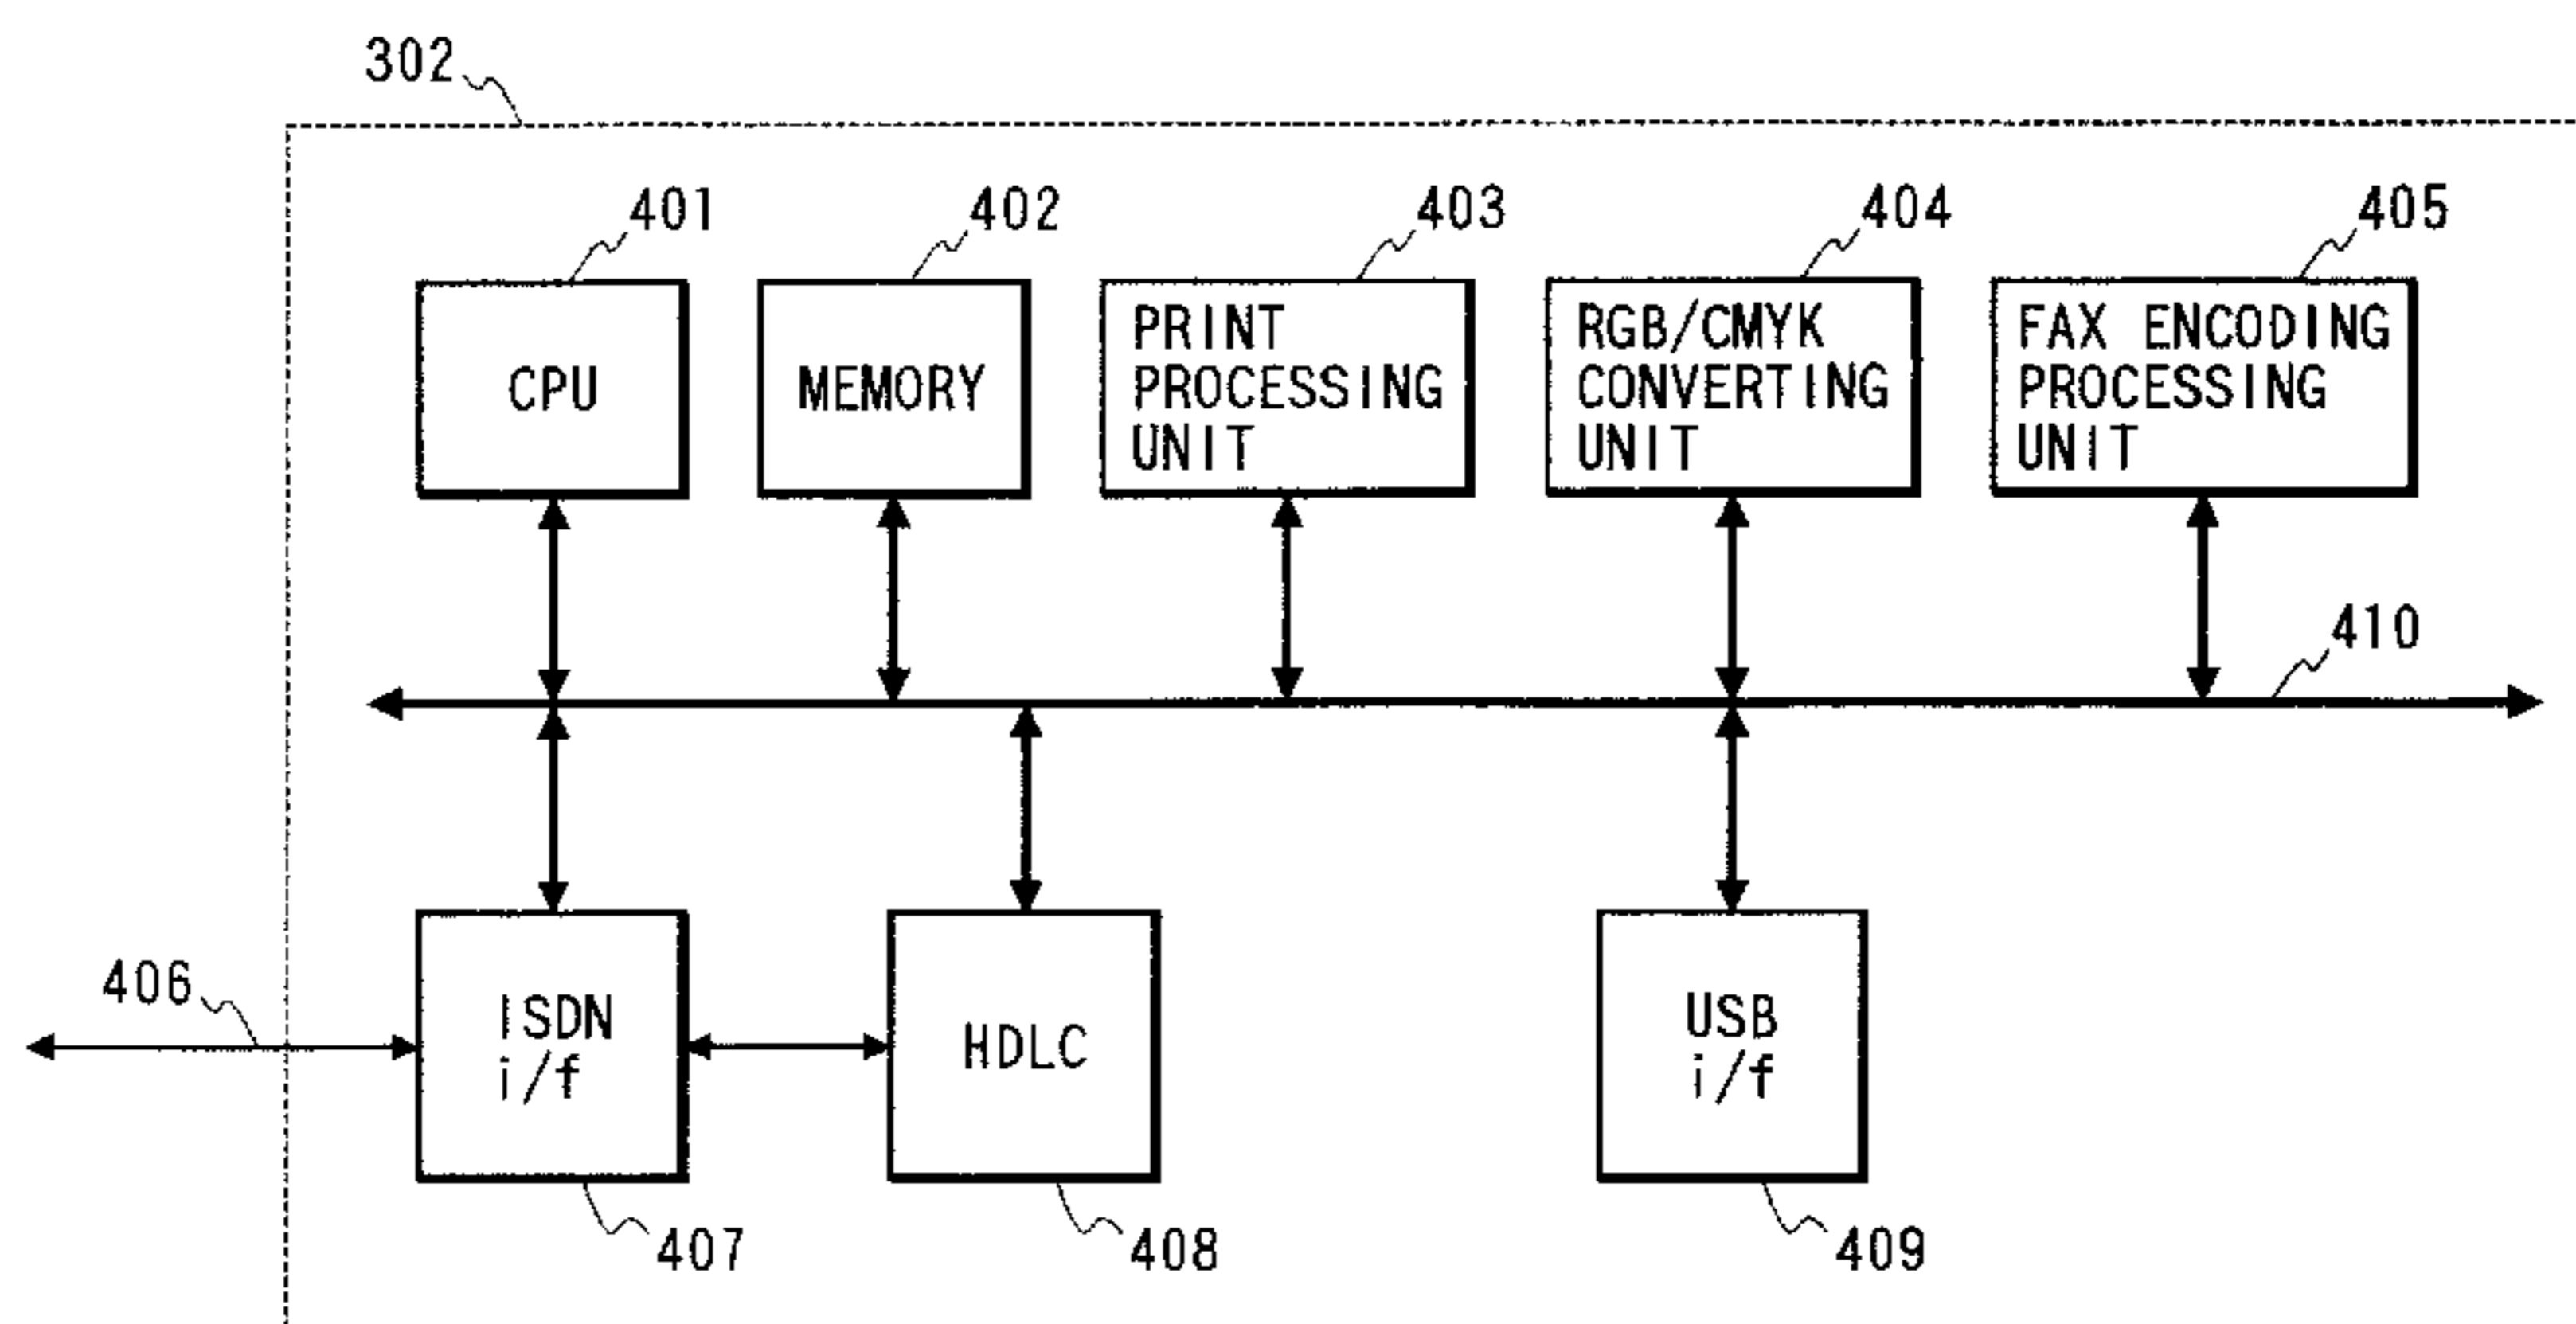 302
401
402
403
404
405
CPU
MEMORY
PRINT
PROCESSING
UNIT
RGB/CMYK
CONVERTING
UNIT
FAX ENCODING
PROCESSING
UNIT
410
406
ISDN
i/f
HDLC
USB
i/f
407
408
409